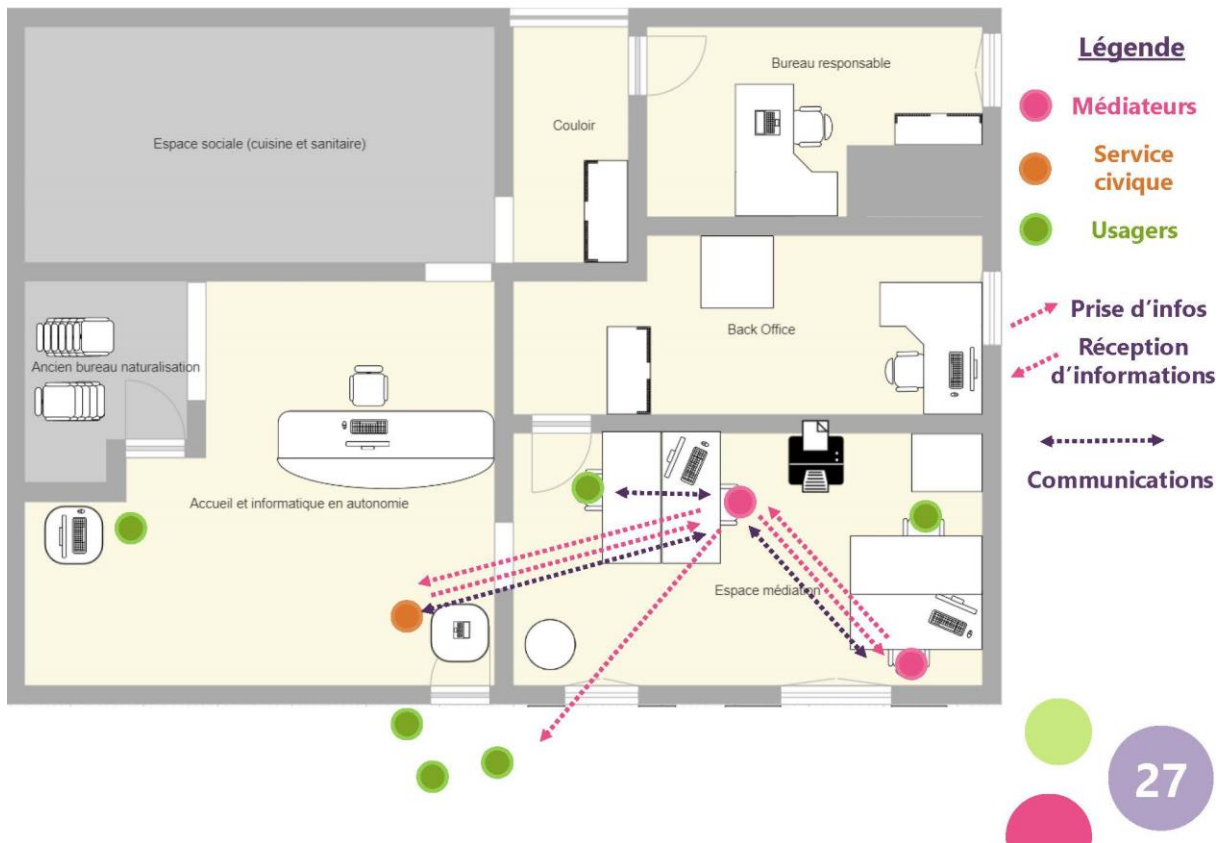 Légende
Médiateurs
Service
civique
Usagers
Prise d'infos
Réception
d'informations
Communications
Bureau responsable
Couloir
Espace sociale (cuisine et sanitaire)
Back Office
Ancien bureau naturalisation
Accueil et informatique en autonomie
Espace médiation
27